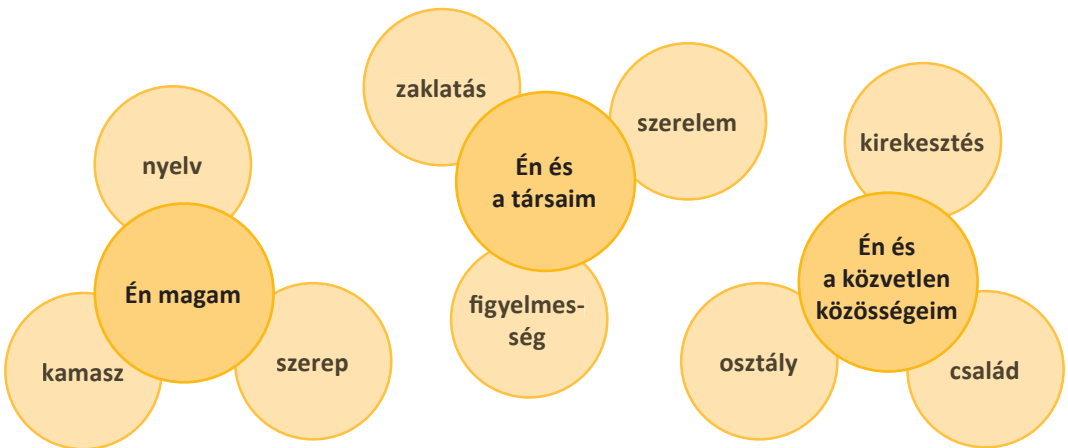 nyelv
Én magam
kamasz
szerep
zaklatás
szerelem
Én és
a társaim
figyelmes-
ség
kirekesztés
Én és
a közvetlen
közösségeim
osztály
család